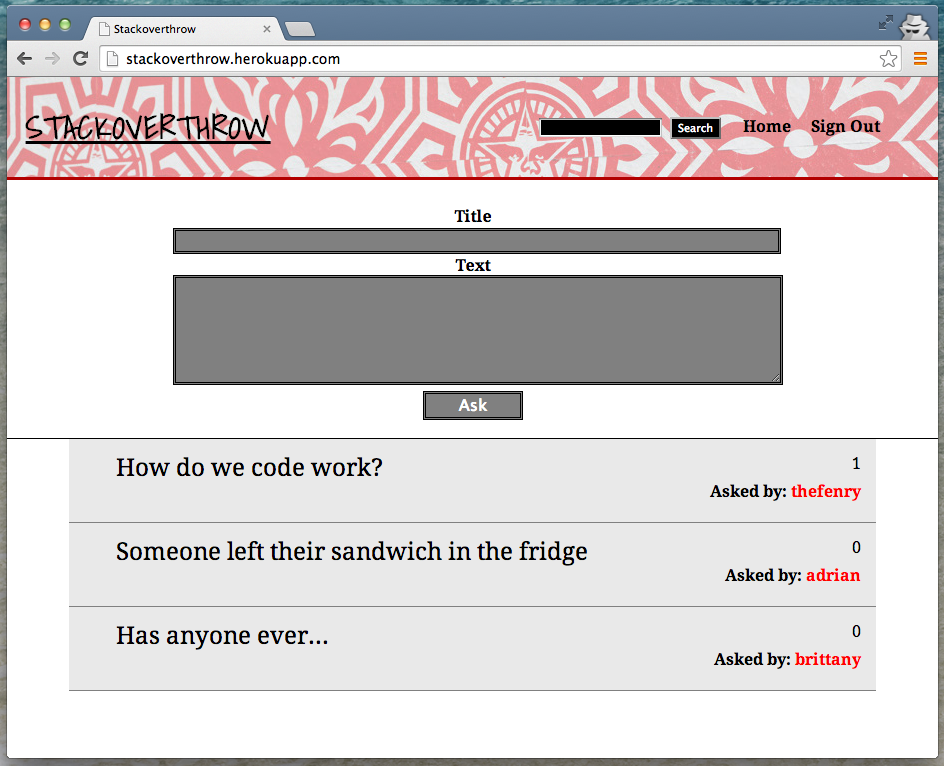 Stackoverthrow
stackoverthrow.herokuapp.com
STACKOVERTHROW
Search
Home
Sign Out
Title
Text
Ask
How do we code work?
1
Asked by: thefenry
Someone left their sandwich in the fridge
0
Asked by: adrian
Has anyone ever...
0
Asked by: brittany